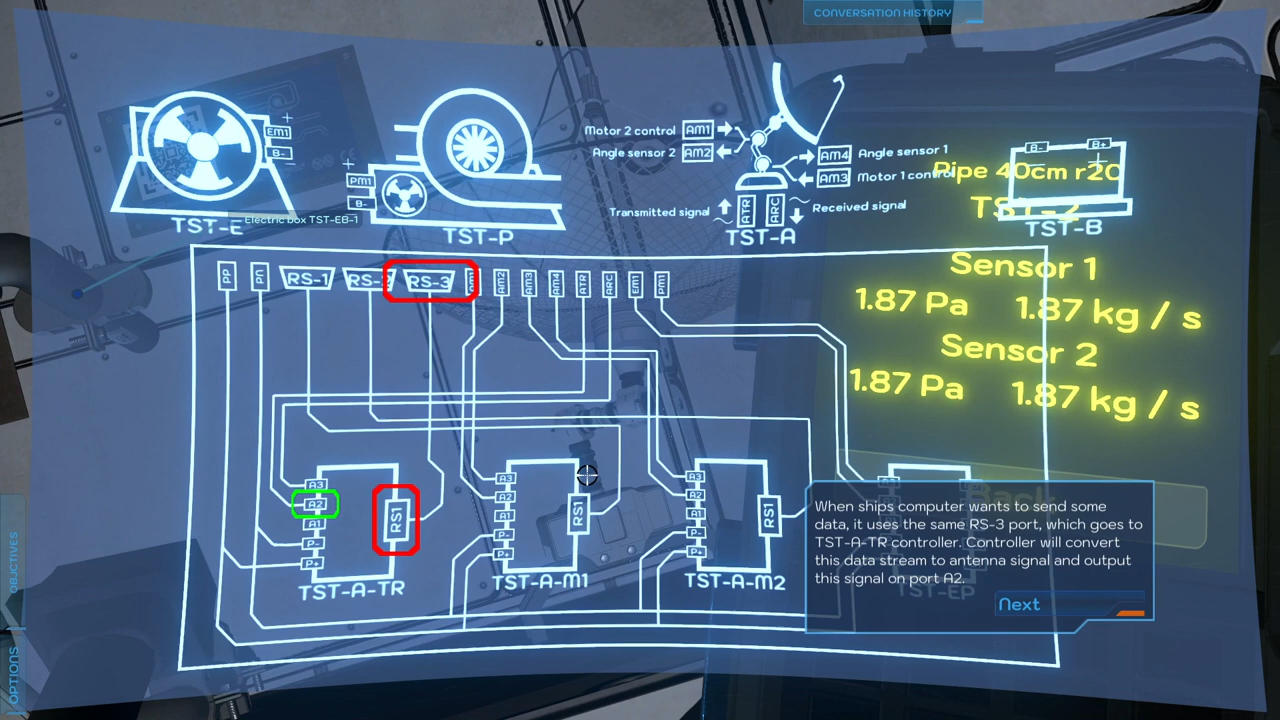 CONVERSATION HISTORY
EM1
B-
TST-E
Electric box TST-EB-1
PM1
B-
TST-P
Motor 2 control
AM1
Angle sensor 2
AM2
AM4
Angle sensor 1
AM3
Motor 1 control
Transmitted signal
ATR
ARC
Received signal
TST-A
B-
B+
TST-B
Pipe 40cm r20
Sensor 1
1.87 Pa 1.87 kg / s
Sensor 2
1.87 Pa 1.87 kg / s
Back
RS-1
RS-2
RS-3
AM2
AM3
AM4
ATR
ARC
EM1
A3
A2
A1
P-
P+
RS1
TST-A-TR
A3
A2
A1
P-
P+
RS1
TST-A-M1
A3
A2
A1
P-
P+
RS1
TST-A-M2
TST-EP
When ships computer wants to send some
data, it uses the same RS-3 port, which goes to
TST-A-TR controller. Controller will convert
this data stream to antenna signal and output
this signal on port A2.
Next
OBJECTIVES
OPTIONS